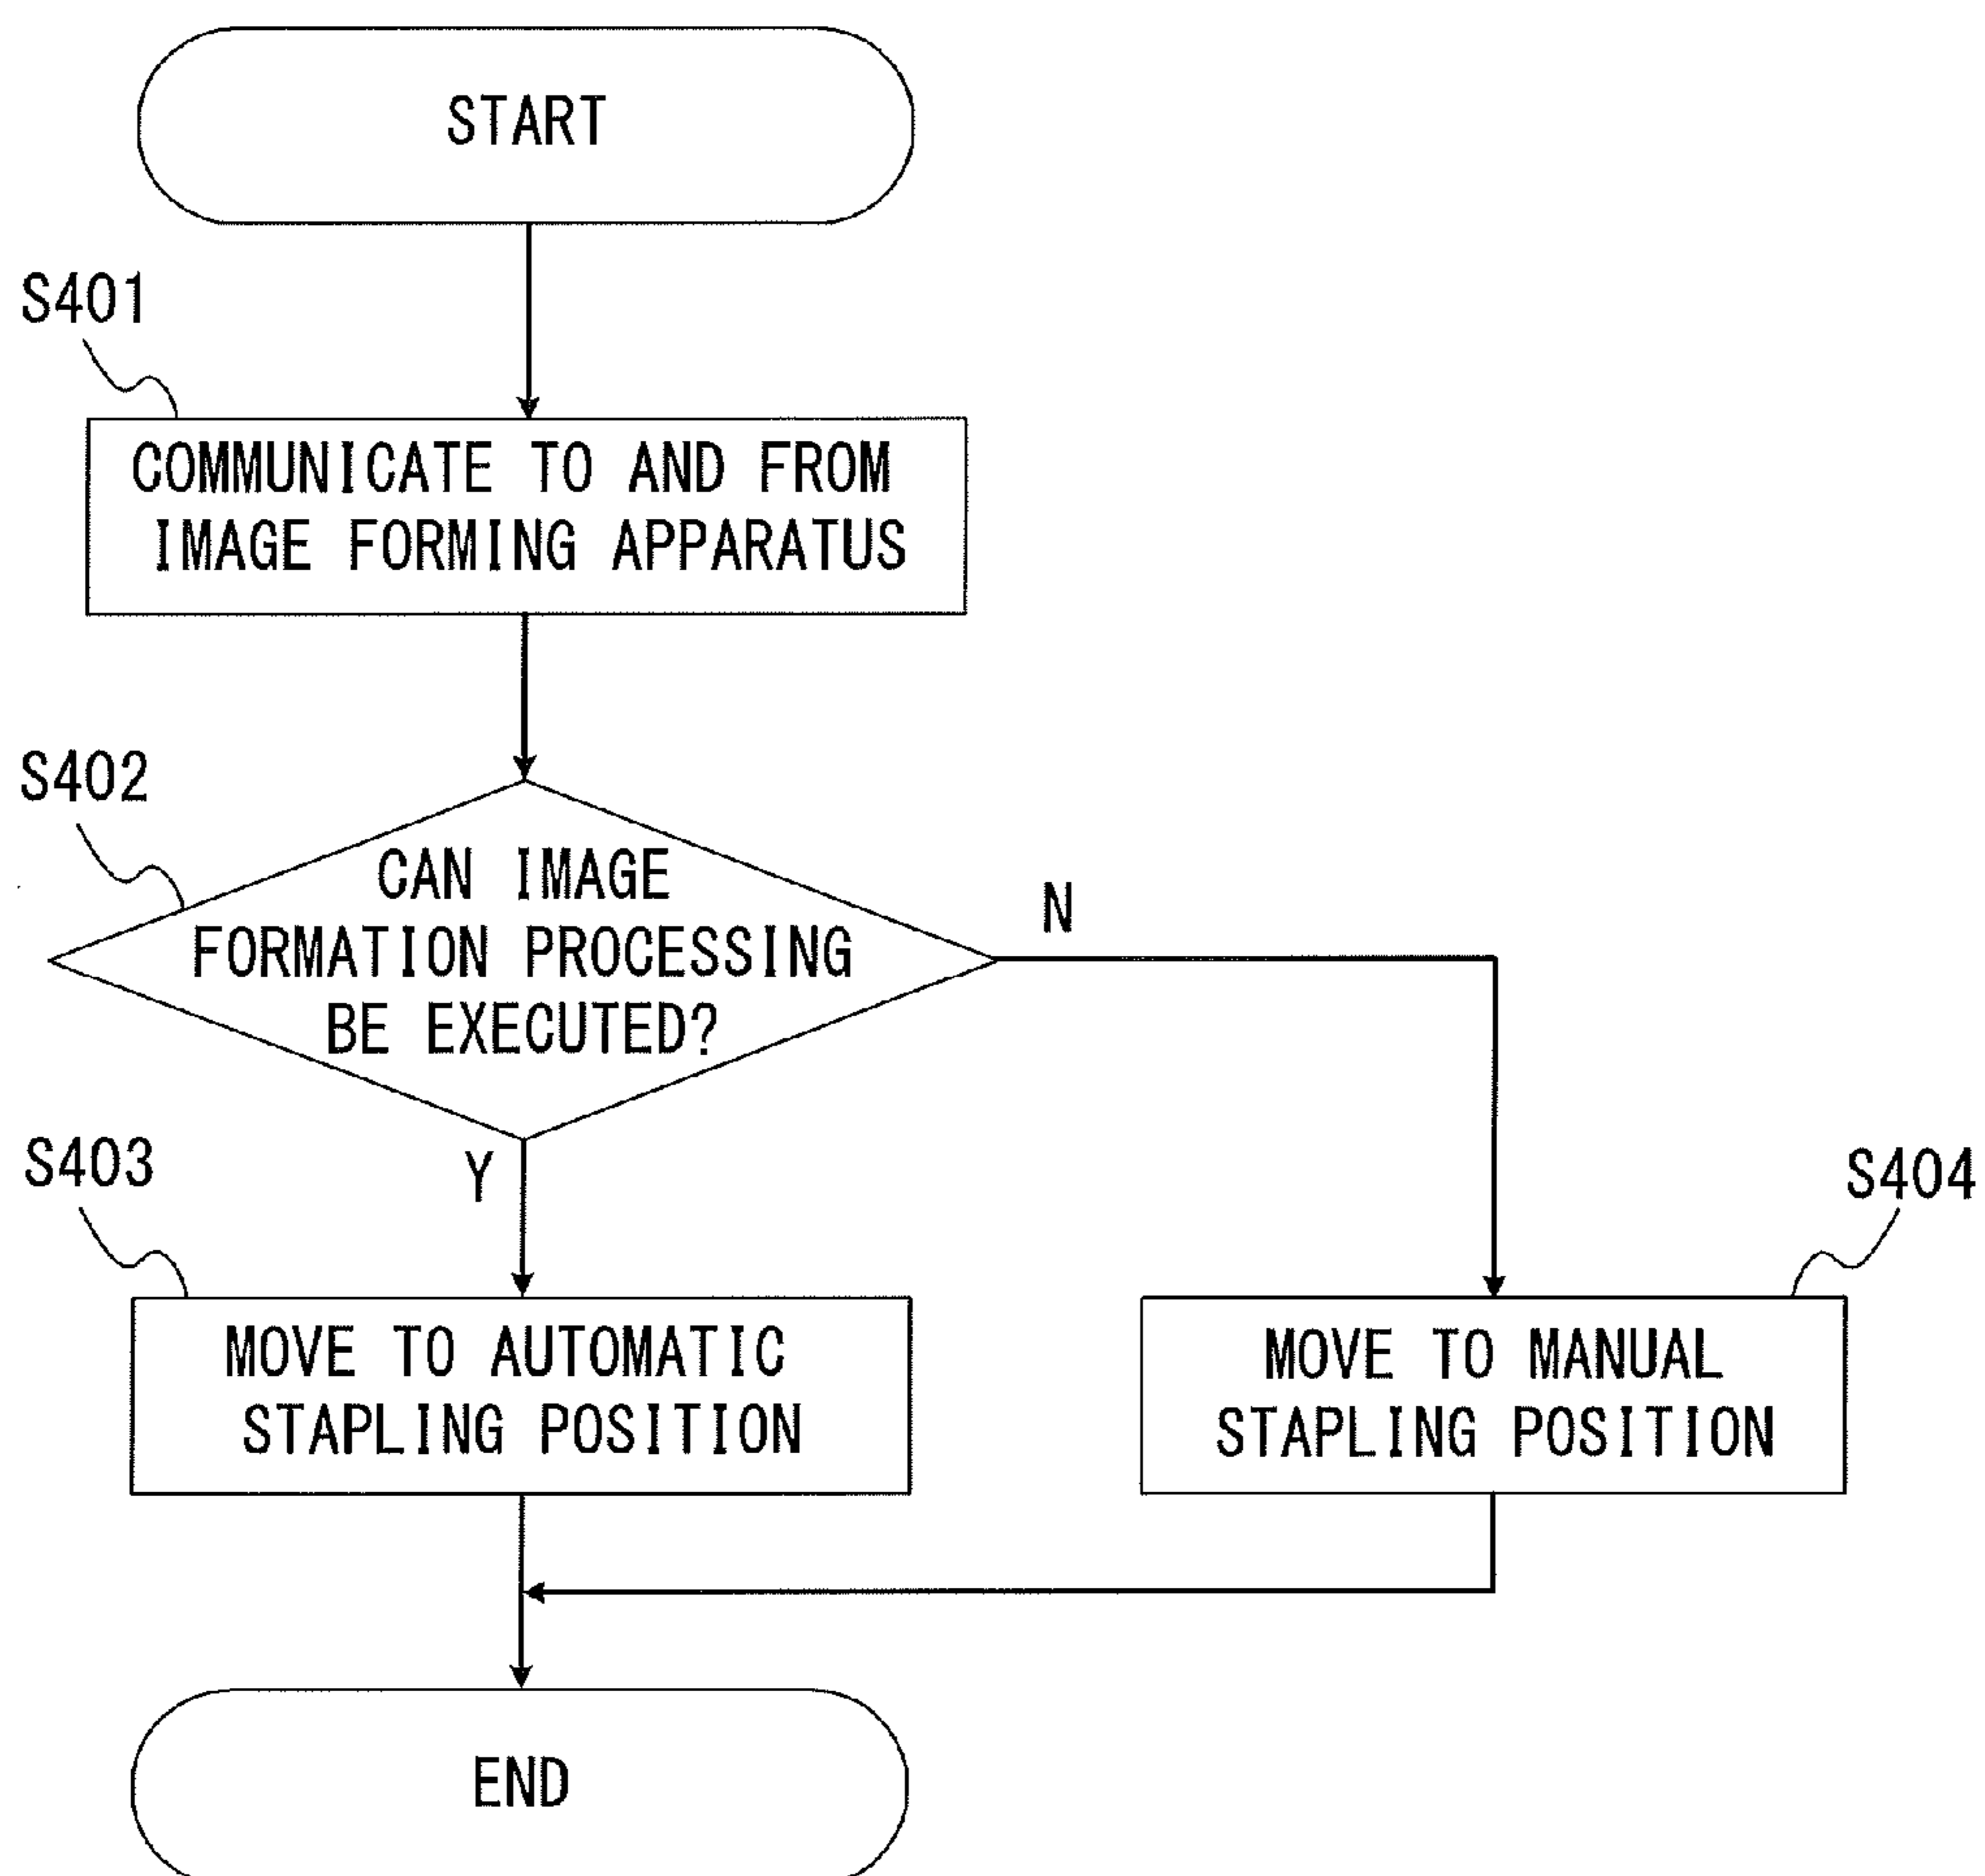 START
S401
COMMUNICATE TO AND FROM
IMAGE FORMING APPARATUS
S402
CAN IMAGE
FORMATION PROCESSING
BE EXECUTED?
N
Y
S403
MOVE TO AUTOMATIC
STAPLING POSITION
S404
MOVE TO MANUAL
STAPLING POSITION
END